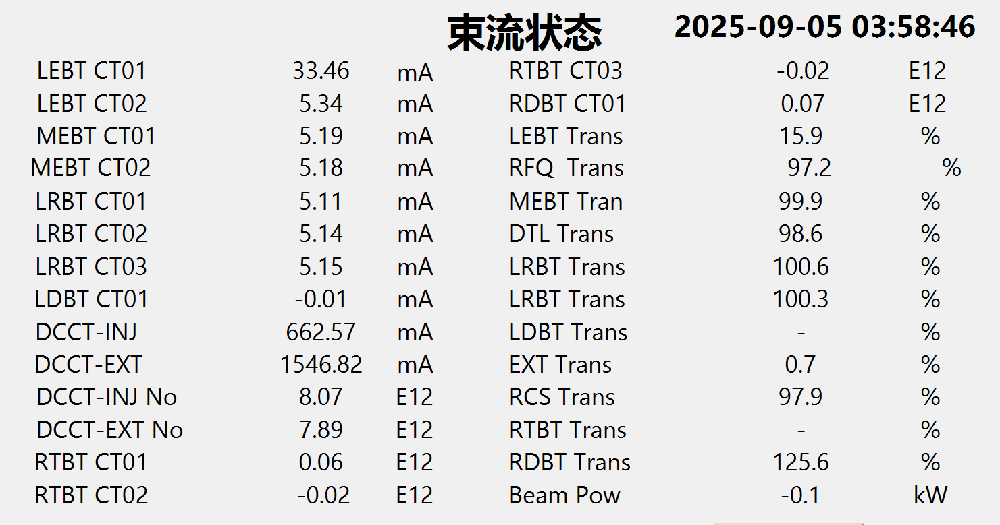 束流状态 2025-09-05 03:58:46
LEBT CT01 33.46 mA RTBT CT03 -0.02 E12
LEBT CT02 5.34 mA RDBT CT01 0.07 E12
MEBT CT01 5.19 mA LEBT Trans 15.9 %
MEBT CT02 5.18 mA RFQ Trans 97.2 %
LRBT CT01 5.11 mA MEBT Tran 99.9 %
LRBT CT02 5.14 mA DTL Trans 98.6 %
LRBT CT03 5.15 mA LRBT Trans 100.6 %
LDBT CT01 -0.01 mA LRBT Trans 100.3 %
DCCT-INJ 662.57 mA LDBT Trans - %
DCCT-EXT 1546.82 mA EXT Trans 0.7 %
DCCT-INJ No 8.07 E12 RCS Trans 97.9 %
DCCT-EXT No 7.89 E12 RTBT Trans - %
RTBT CT01 0.06 E12 RDBT Trans 125.6 %
RTBT CT02 -0.02 E12 Beam Pow -0.1 kW